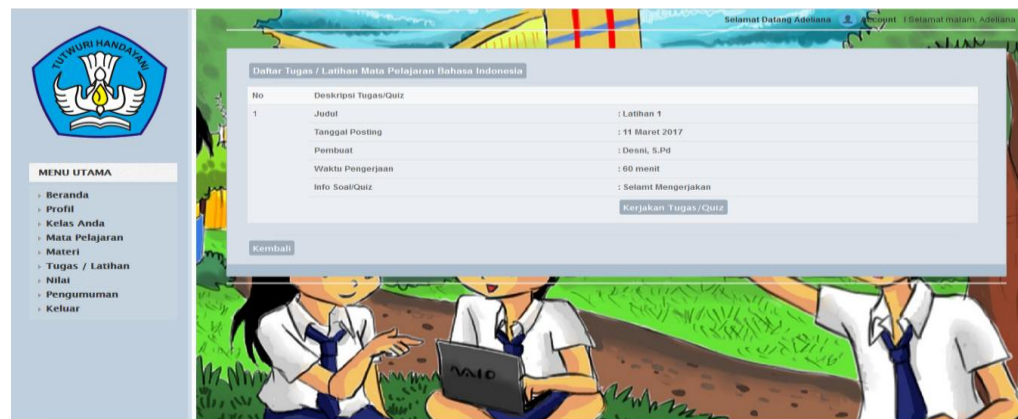 Selamat Datang Adeliana Account ! Selamat malam, Adeliana
TUTWURI HANDAYANI
Daftar Tugas / Latihan Mata Pelajaran Bahasa Indonesia
No Deskripsi Tugas/Quiz
1 Judul : Latihan 1
Tanggal Posting : 11 Maret 2017
Pembuat : Desni, S.Pd
Waktu Pengerjaan : 60 menit
Info Soal/Quiz : Selamt Mengerjakan
Kerjakan Tugas/Quiz
Kembali
MENU UTAMA
Beranda
Profil
Kelas Anda
Mata Pelajaran
Materi
Tugas / Latihan
Nilai
Pengumuman
Keluar
VAIO